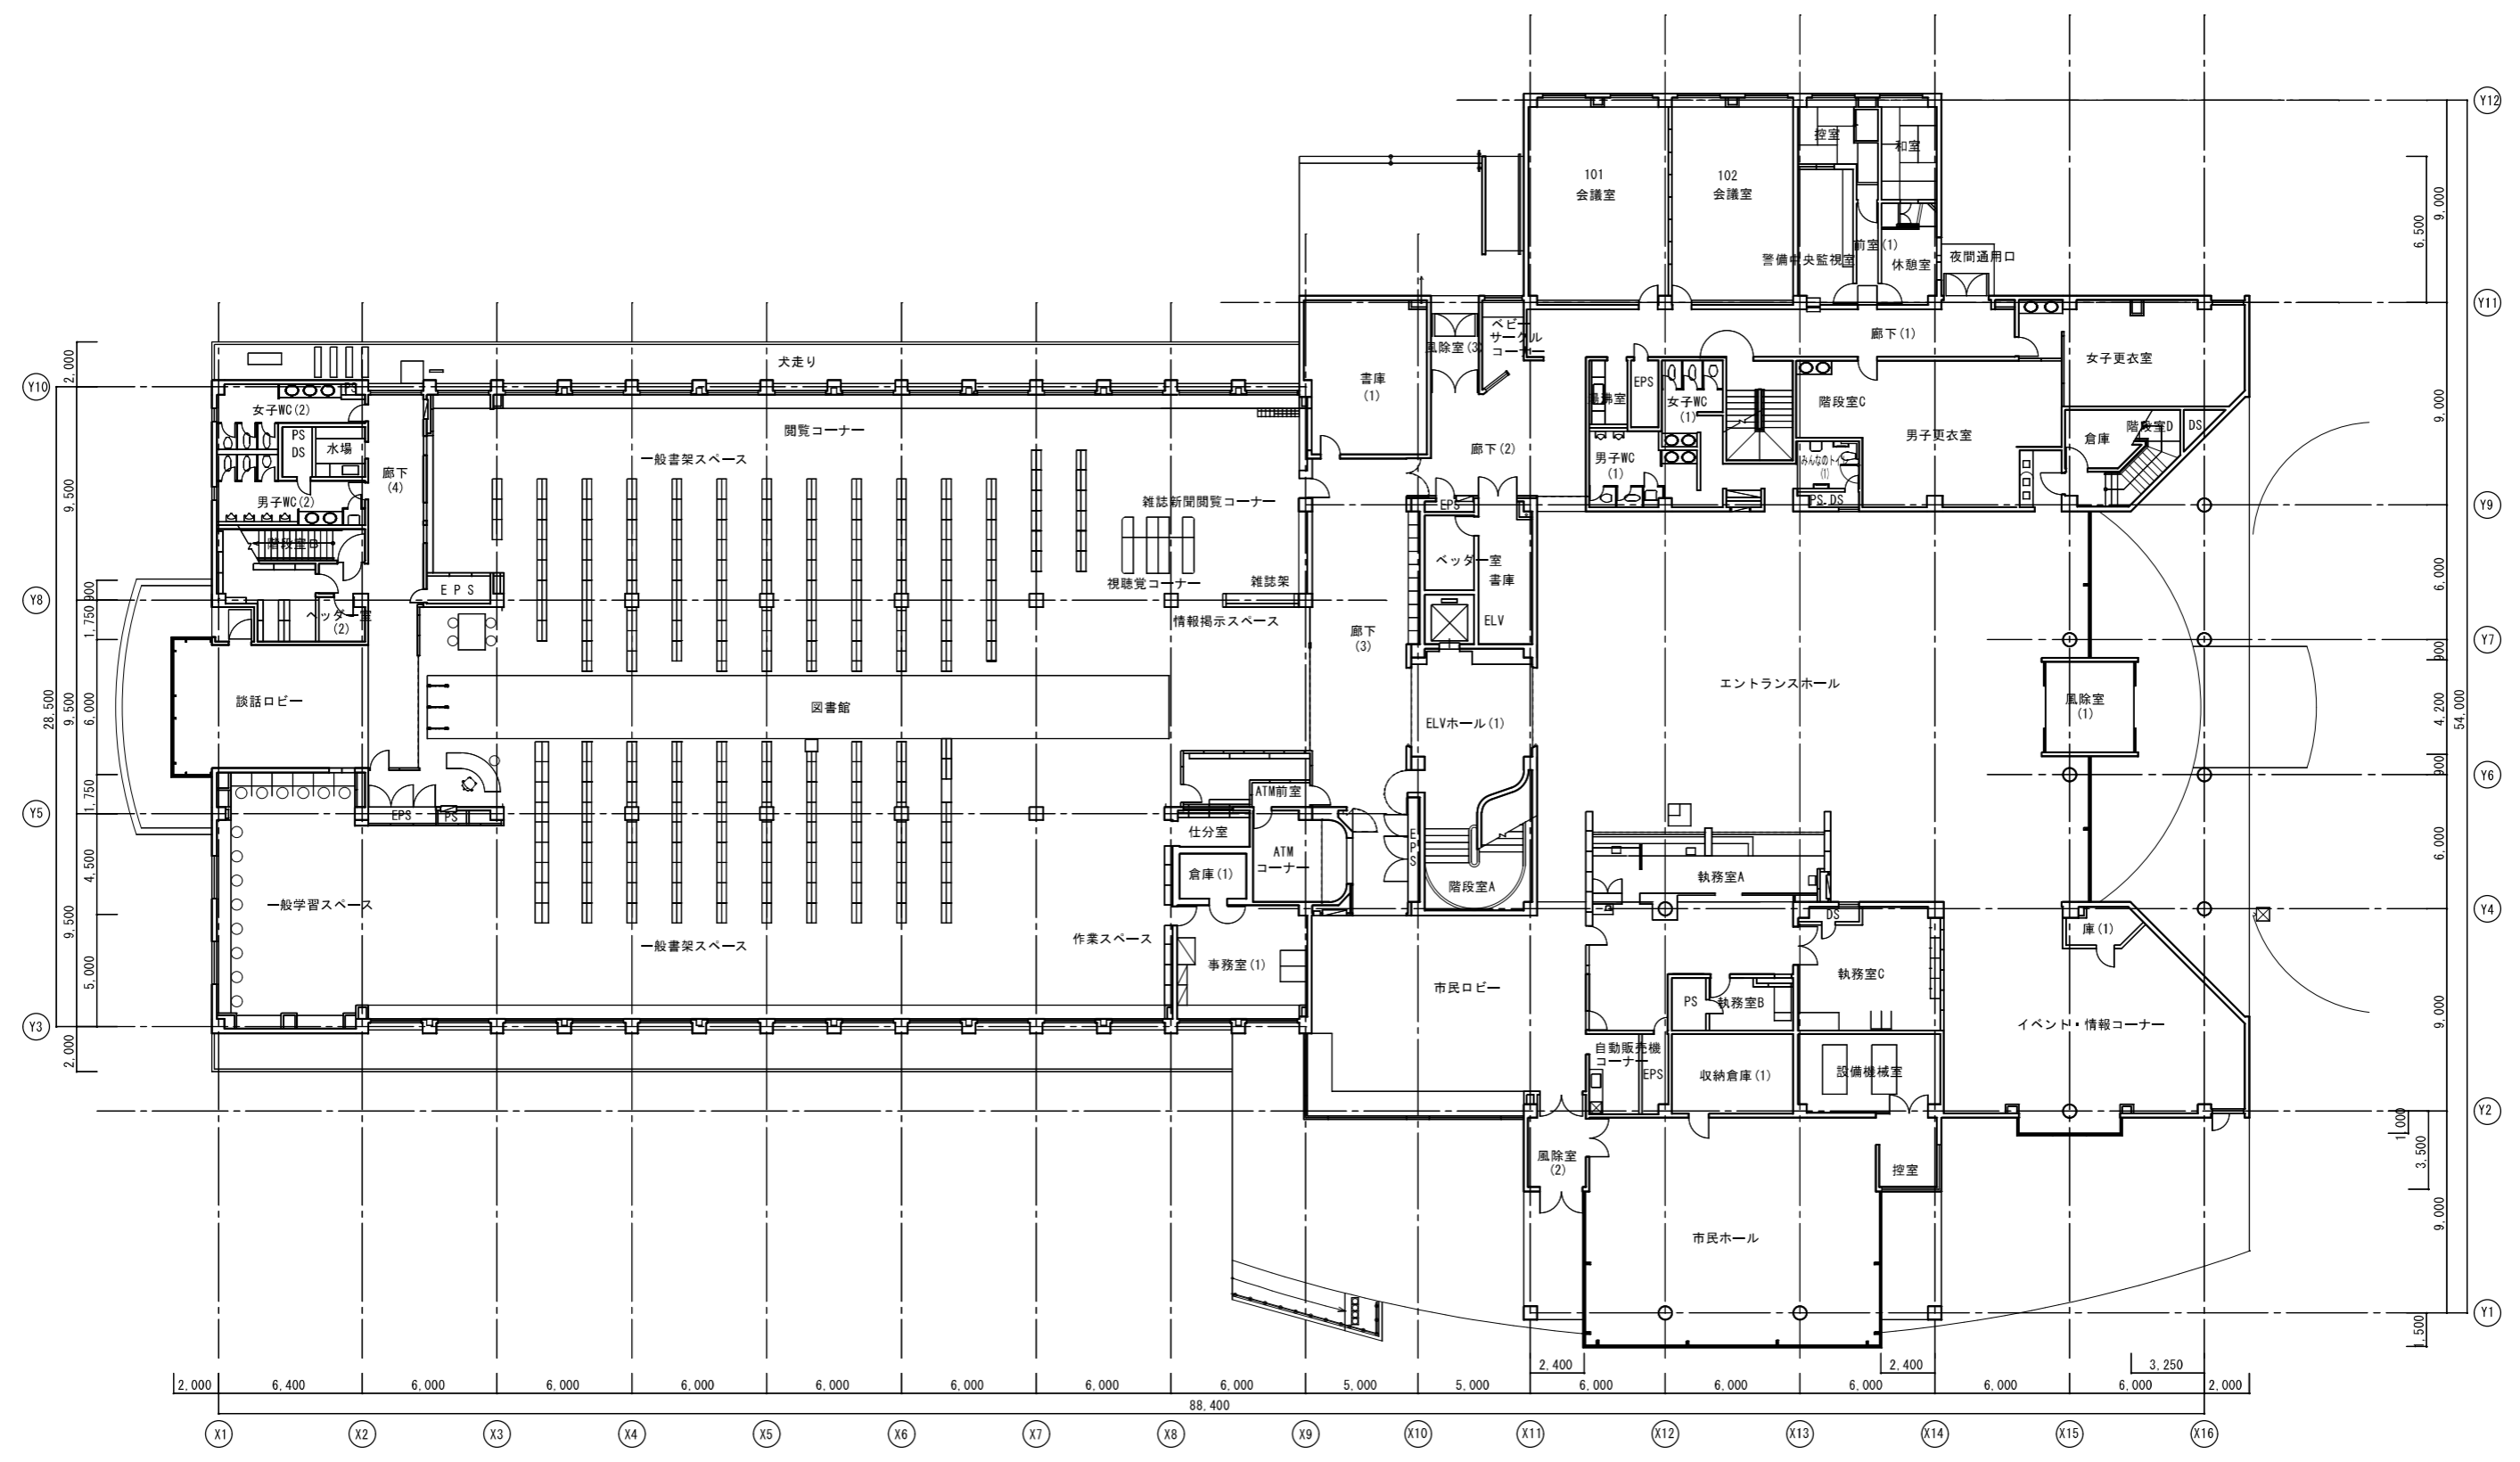 Y12
控室
和室
101
会議室
102
会議室
9,000
6,500
前室(1)
警備中央監視室
休憩室
夜間通用口
Y11
ベビー
サークル
コーナー
風除室(3)
廊下(1)
2,000
犬走り
女子更衣室
書庫
(1)
Y10
PS
EPS
女子WC(2)
女子WC
(1)
階段室C
9,000
閲覧コーナー
男子更衣室
倉庫
階段室D
DS
PS
DS
水場
一般書架スペース
廊下(2)
男子WC
(1)
みんなのトイレ
(1)
廊下
(4)
9,500
男子WC(2)
雑誌新聞閲覧コーナー
EPS
PS,DS
Y9
階段室B
ベッダー室
書庫
視聴覚コーナー
雑誌架
6,000
900
Y8
EPS
ヘッダー室
(2)
1,750
情報掲示スペース
廊下
(3)
ELV
Y7
900
談話ロビー
図書館
エントランスホール
風除室
(1)
28,500
9,500
6,000
ELVホール(1)
4,200
54,000
900
Y6
ATM前室
1,750
Y5
EPS
PS
仕分室
EPS
ATM
コーナー
6,000
4,500
倉庫(1)
階段室A
執務室A
一般学習スペース
Y4
DS
9,500
庫(1)
作業スペース
一般書架スペース
事務室(1)
執務室C
5,000
市民ロビー
PS
執務室B
9,000
Y3
イベント・情報コーナー
2,000
自動販売機
コーナー
EPS
収納倉庫(1)
設備機械室
Y2
1,000
風除室
(2)
控室
3,500
9,000
市民ホール
Y1
1,500
2,400
2,400
3,250
2,000
6,400
6,000
6,000
6,000
6,000
6,000
6,000
6,000
5,000
5,000
6,000
6,000
6,000
6,000
6,000
2,000
88,400
X1
X2
X3
X4
X5
X6
X7
X8
X9
X10
X11
X12
X13
X14
X15
X16